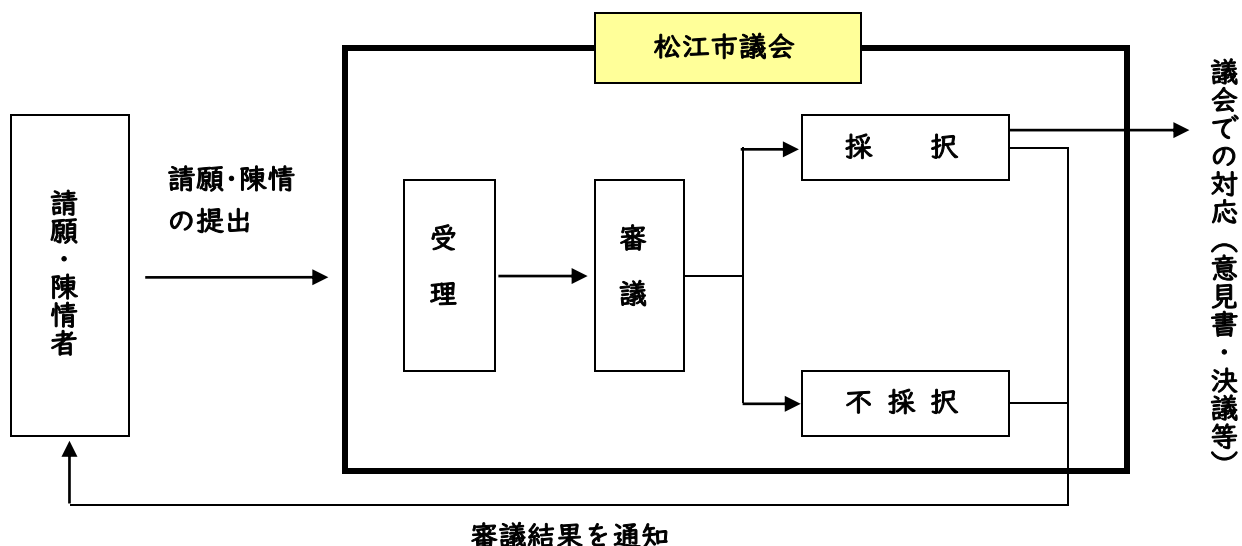 松江市議会
請願・陳情者
請願・陳情
の提出
受理
審議
採　択
不採択
議会での対応（意見書・決議等）
審議結果を通知